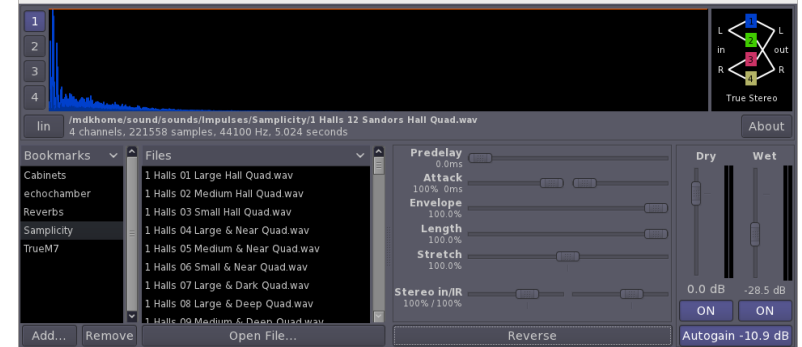 1
2
3
4
L
L
in
out
R
R
1
2
3
4
True Stereo
lin
/mdkhome/sound/sounds/Impulses/Samplicity/1 Halls 12 Sandors Hall Quad.wav
4 channels, 221558 samples, 44100 Hz, 5.024 seconds
About
Bookmarks
Cabinets
echochamber
Reverbs
Samplicity
TrueM7
Add...
Remove
Files
1 Halls 01 Large Hall Quad.wav
1 Halls 02 Medium Hall Quad.wav
1 Halls 03 Small Hall Quad.wav
1 Halls 04 Large & Near Quad.wav
1 Halls 05 Medium & Near Quad.wav
1 Halls 06 Small & Near Quad.wav
1 Halls 07 Large & Dark Quad.wav
1 Halls 08 Large & Deep Quad.wav
1 Halls 09 Medium & Deep Quad.wav
Open File...
Predelay
0.0ms
Attack
100% 0ms
Envelope
100.0%
Length
100.0%
Stretch
100.0%
Stereo in/IR
100% / 100%
Reverse
Dry
Wet
0.0 dB
-28.5 dB
ON
ON
Autogain -10.9 dB